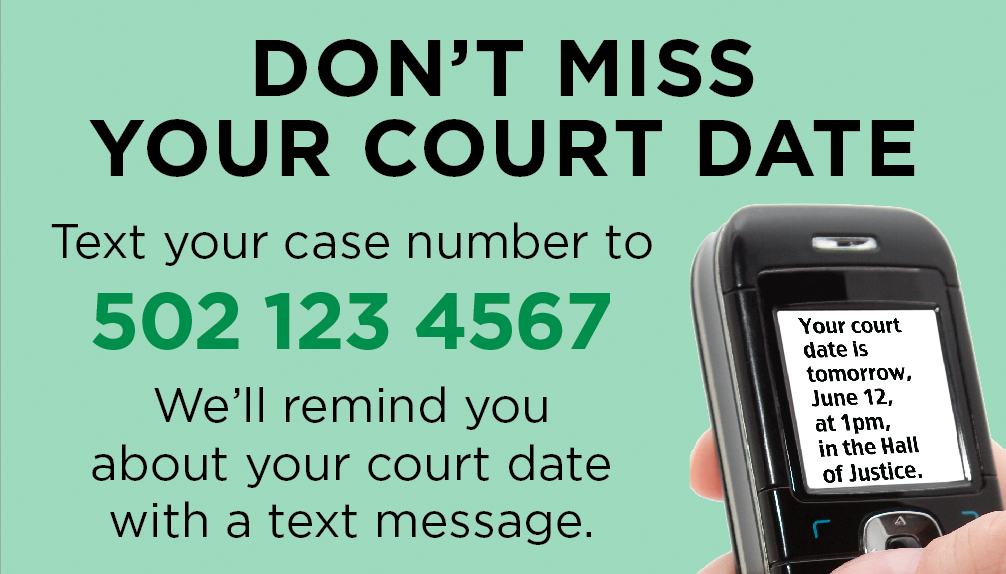 DON'T MISS
YOUR COURT DATE
Text your case number to
502 123 4567
We'll remind you
about your court date
with a text message.
Your court
date is
tomorrow,
June 12,
at 1pm,
in the Hall
of Justice.